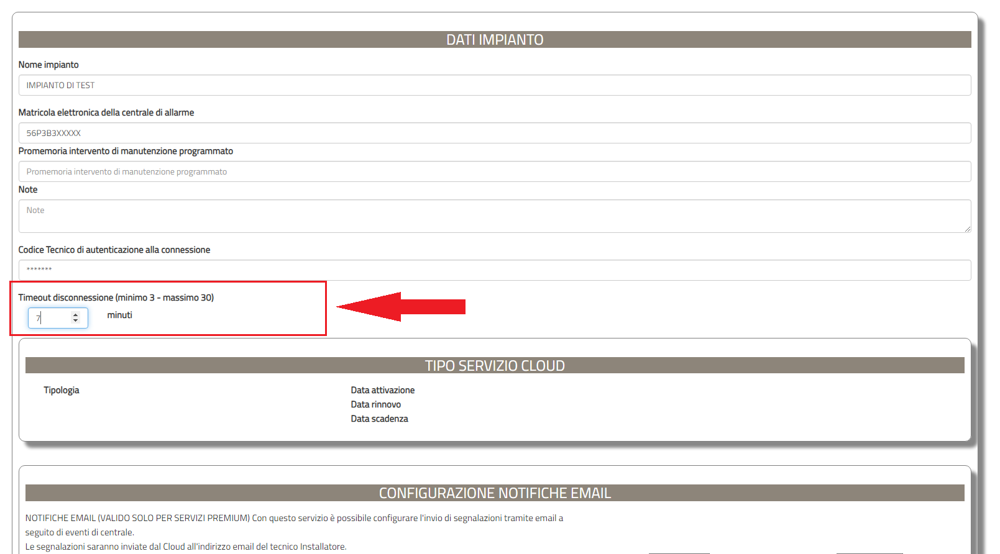 DATI IMPIANTO
Nome impianto
IMPIANTO DI TEST
Matricola elettronica della centrale di allarme
56P3B3XXXXX
Promemoria intervento di manutenzione programmato
Promemoria intervento di manutenzione programmato
Note
Note
Codice Tecnico di autenticazione alla connessione
*******
Timeout disconnessione (minimo 3 - massimo 30)
7 minuti
TIPO SERVIZIO CLOUD
Tipologia Data attivazione
Data rinnovo
Data scadenza
CONFIGURAZIONE NOTIFICHE EMAIL
NOTIFICHE EMAIL (VALIDO SOLO PER SERVIZI PREMIUM) Con questo servizio è possibile configurare l'invio di segnalazioni tramite email a
seguito di eventi di centrale.
Le segnalazioni saranno inviate dal Cloud all'indirizzo email del tecnico Installatore.